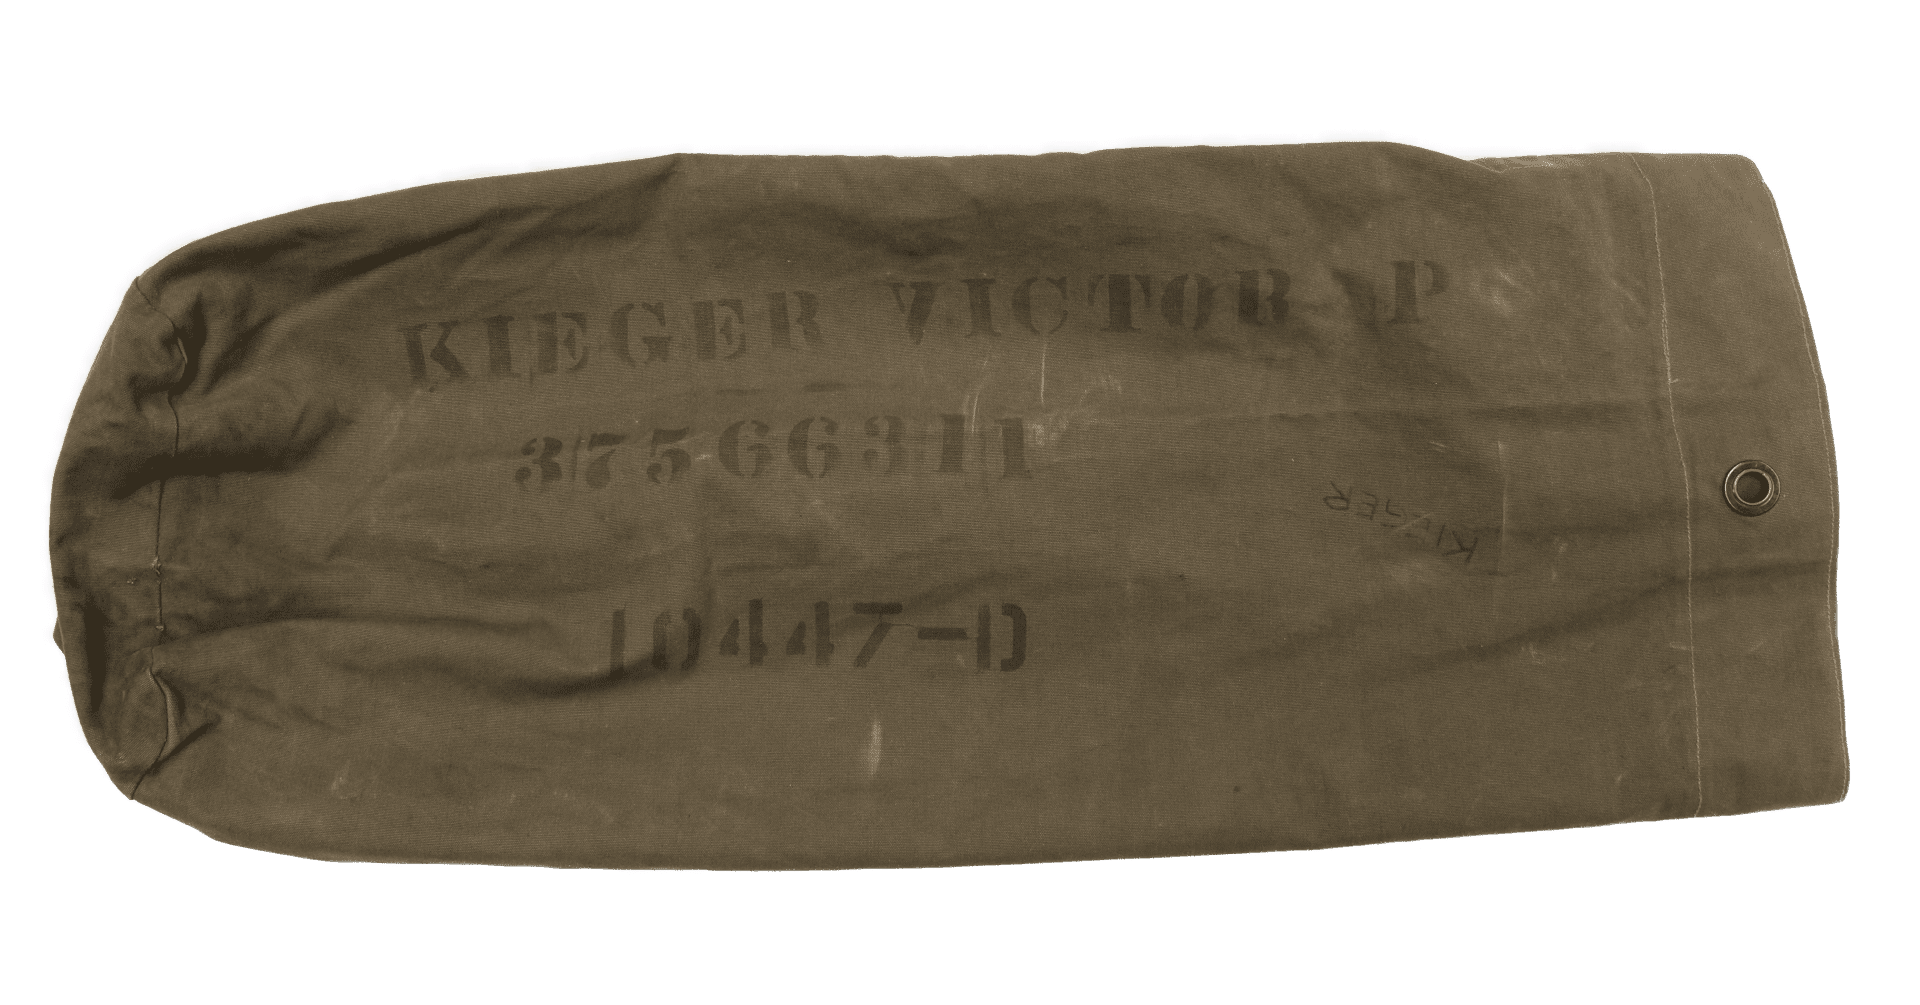 KIEGER VICTOR P
37566311
KIEGER
10447-D